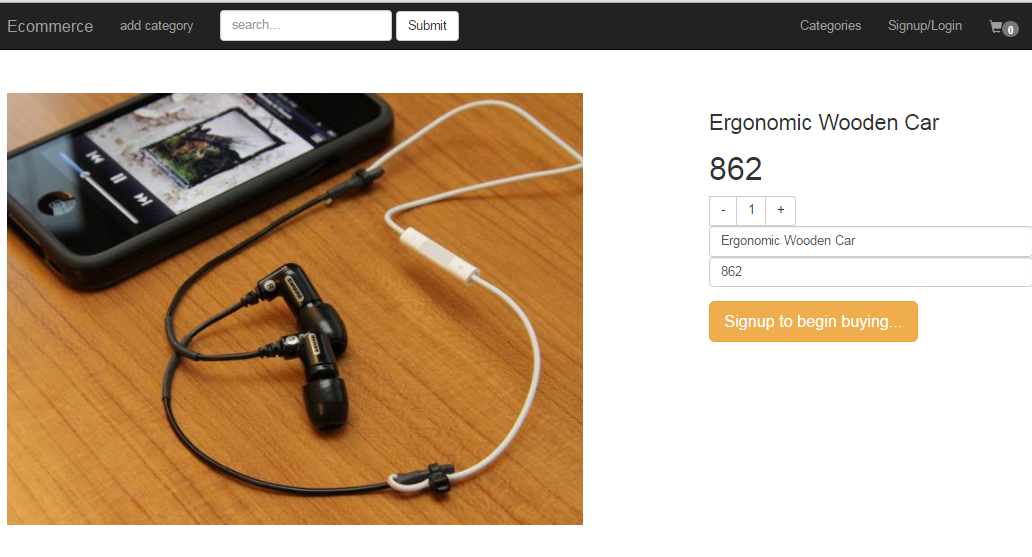 Ecommerce add category search... Submit Categories Signup/Login 0
Ergonomic Wooden Car
862
- 1 +
Ergonomic Wooden Car
862
Signup to begin buying...